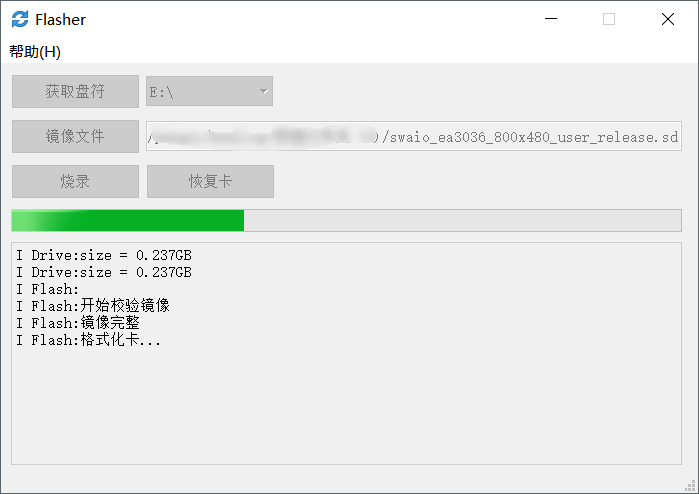 Flasher
帮助(H)
获取盘符 E:\
镜像文件 )/swaio_ea3036_800x480_user_release.sd
烧录 恢复卡
I Drive:size = 0.237GB
I Drive:size = 0.237GB
I Flash:
I Flash:开始校验镜像
I Flash:镜像完整
I Flash:格式化卡...